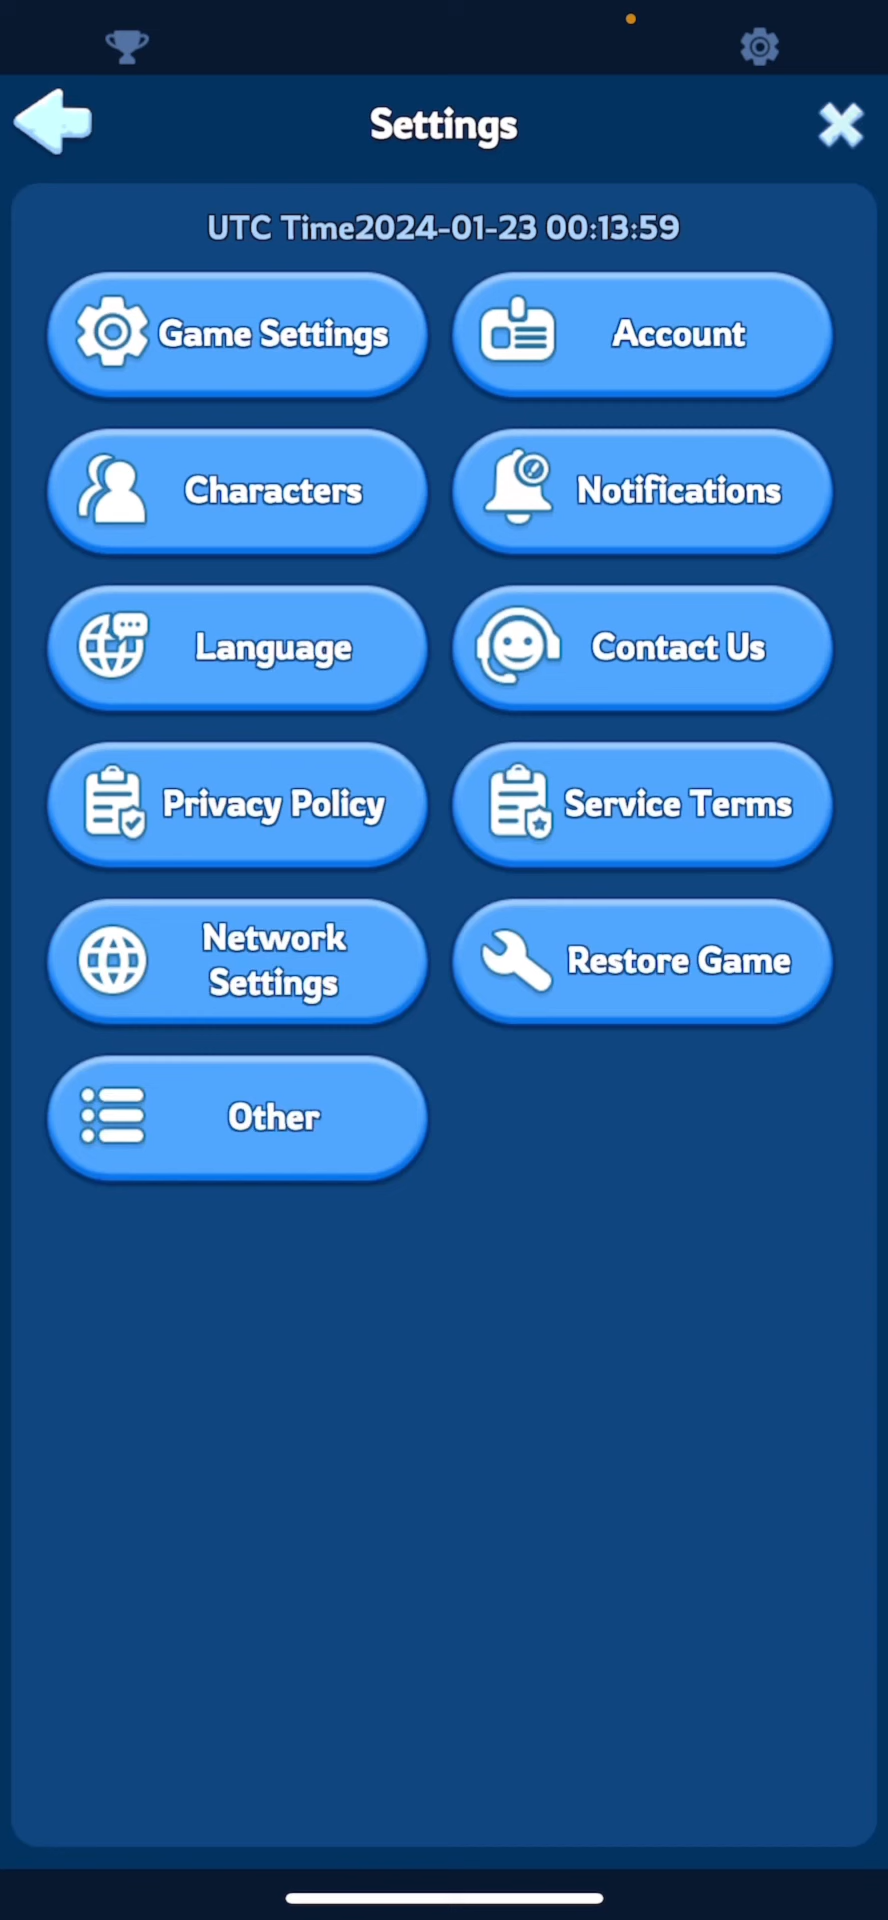 Settings
UTC Time2024-01-23 00:13:59
Game Settings
Account
Characters
Notifications
Language
Contact Us
Privacy Policy
Service Terms
Network
Settings
Restore Game
Other